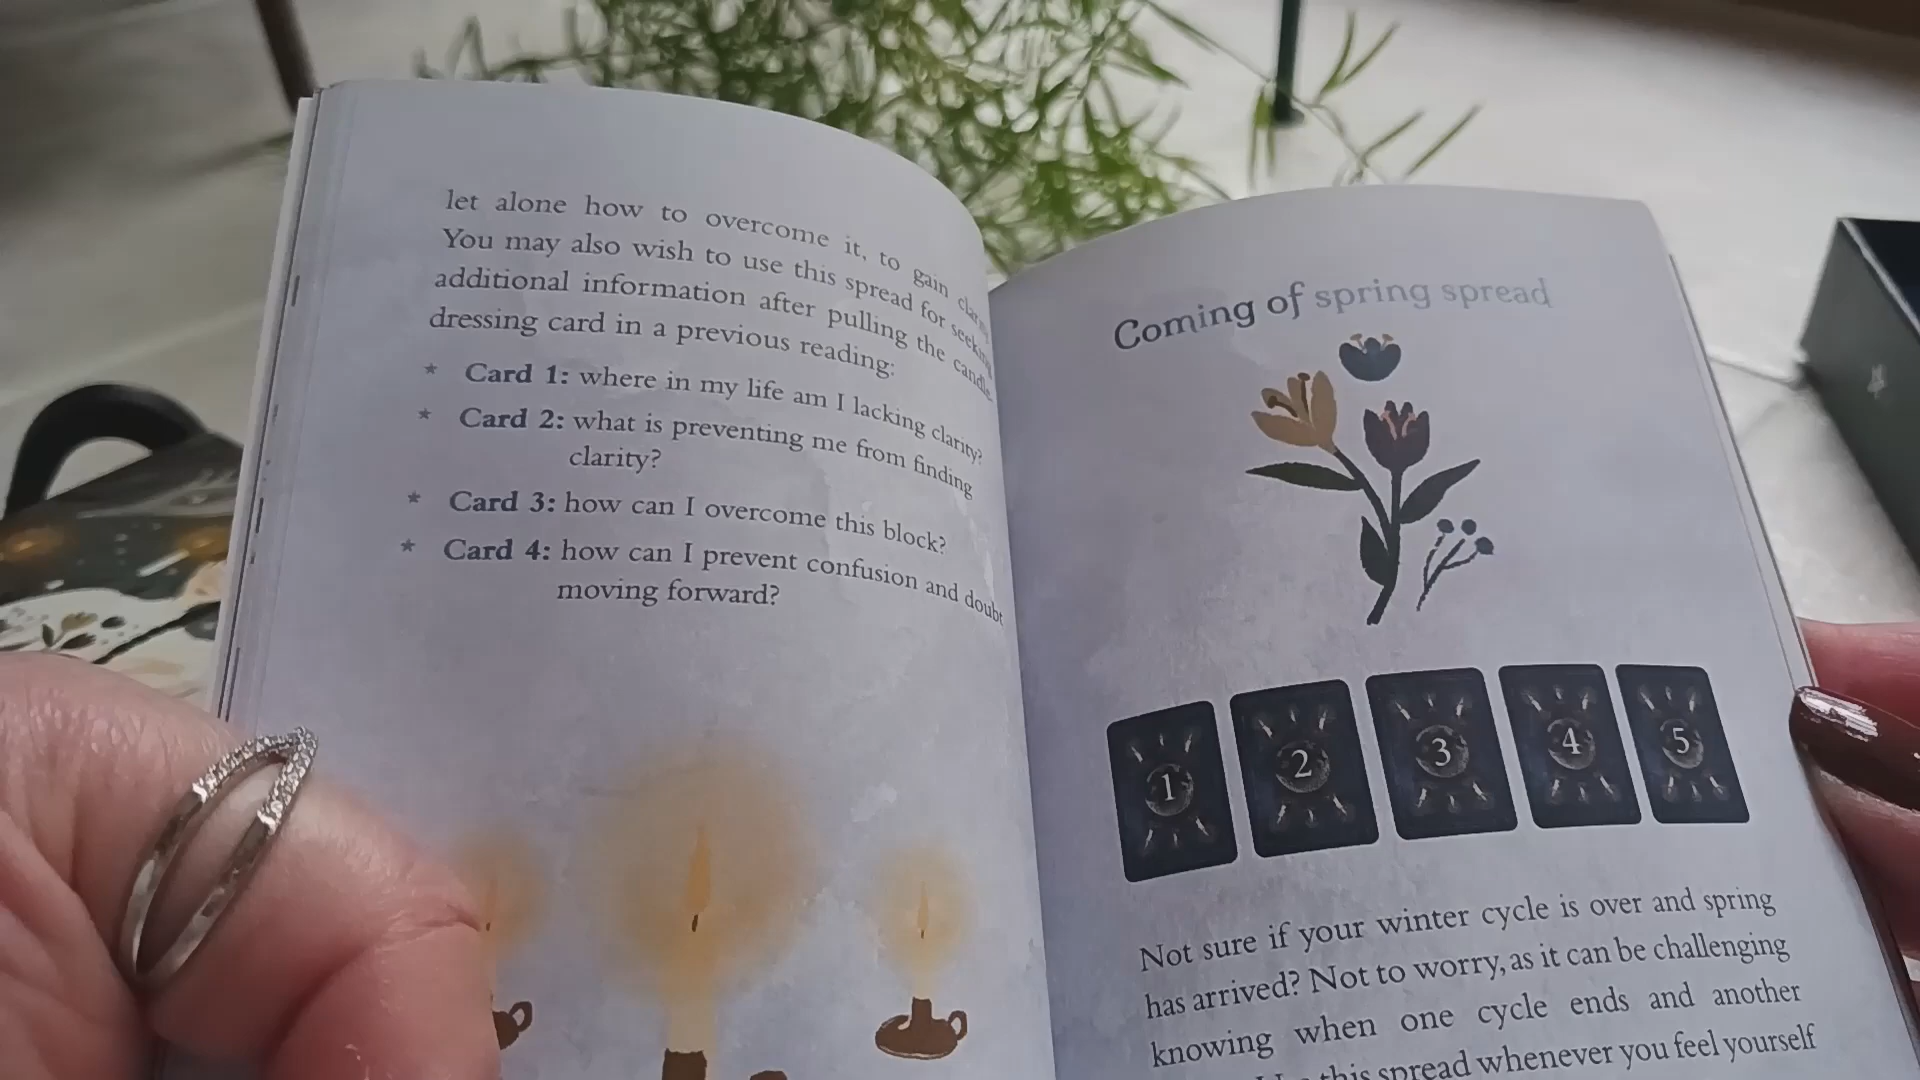 let alone how to overcome it, to gain
You may also wish to use this spread for seeking
additional information after pulling the candle
dressing card in a previous reading:
* Card 1: where in my life am I lacking clarity?
* Card 2: what is preventing me from finding
clarity?
* Card 3: how can I overcome this block?
* Card 4: how can I prevent confusion and doubt
moving forward?
Coming of spring spread
1 2 3 4 5
Not sure if your winter cycle is over and spring
has arrived? Not to worry, as it can be challenging
knowing when one cycle ends and another
this spread whenever you feel yourself